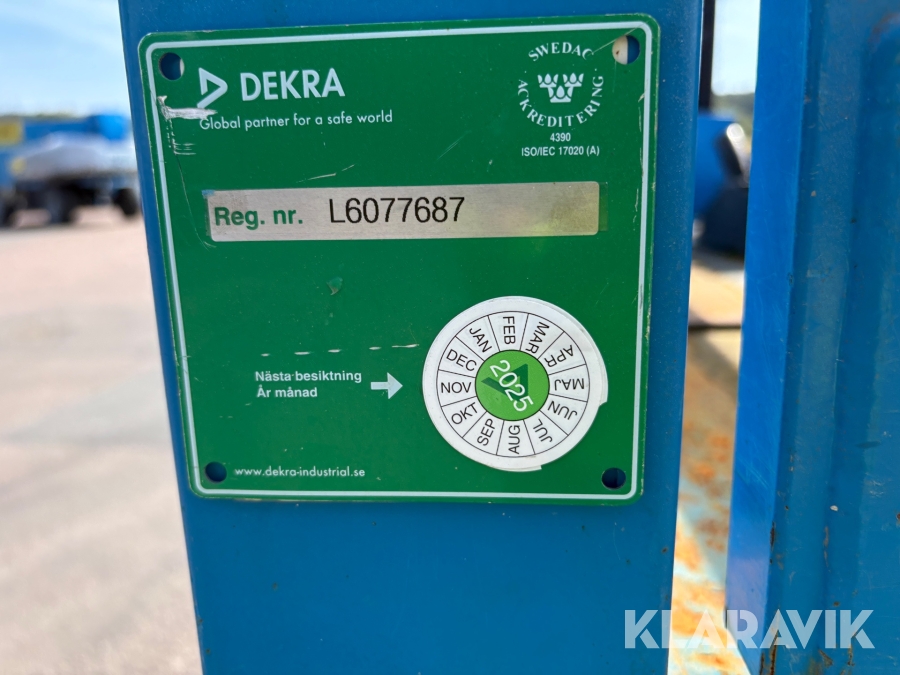 DEKRA
Global partner for a safe world
SWEDAC
ACKREDITERING
4390
ISO/IEC 17020 (A)
Reg. nr. L6077687
Nästa besiktning
År månad
JAN
FEB
MAR
APR
MAJ
JUN
JUL
AUG
SEP
OKT
NOV
DEC
2025
www.dekra-industrial.se
KLARAVIK